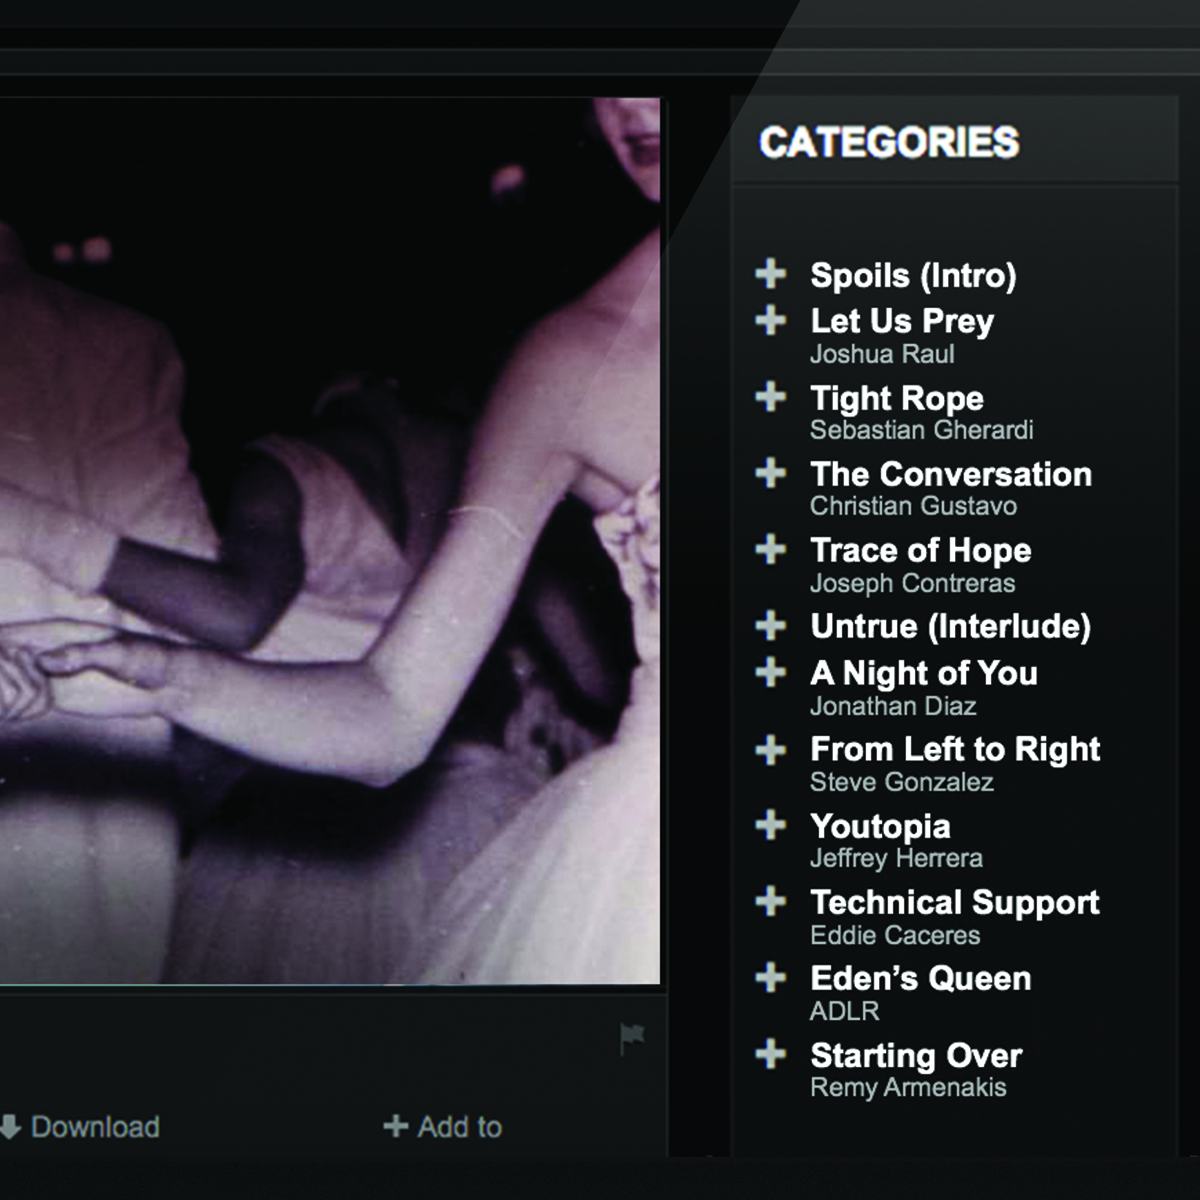 CATEGORIES
Spoils (Intro)
Let Us Prey
Joshua Raul
Tight Rope
Sebastian Gherardi
The Conversation
Christian Gustavo
Trace of Hope
Joseph Contreras
Untrue (Interlude)
A Night of You
Jonathan Diaz
From Left to Right
Steve Gonzalez
Youtopia
Jeffrey Herrera
Technical Support
Eddie Caceres
Eden’s Queen
ADLR
Starting Over
Remy Armenakis
Download
Add to